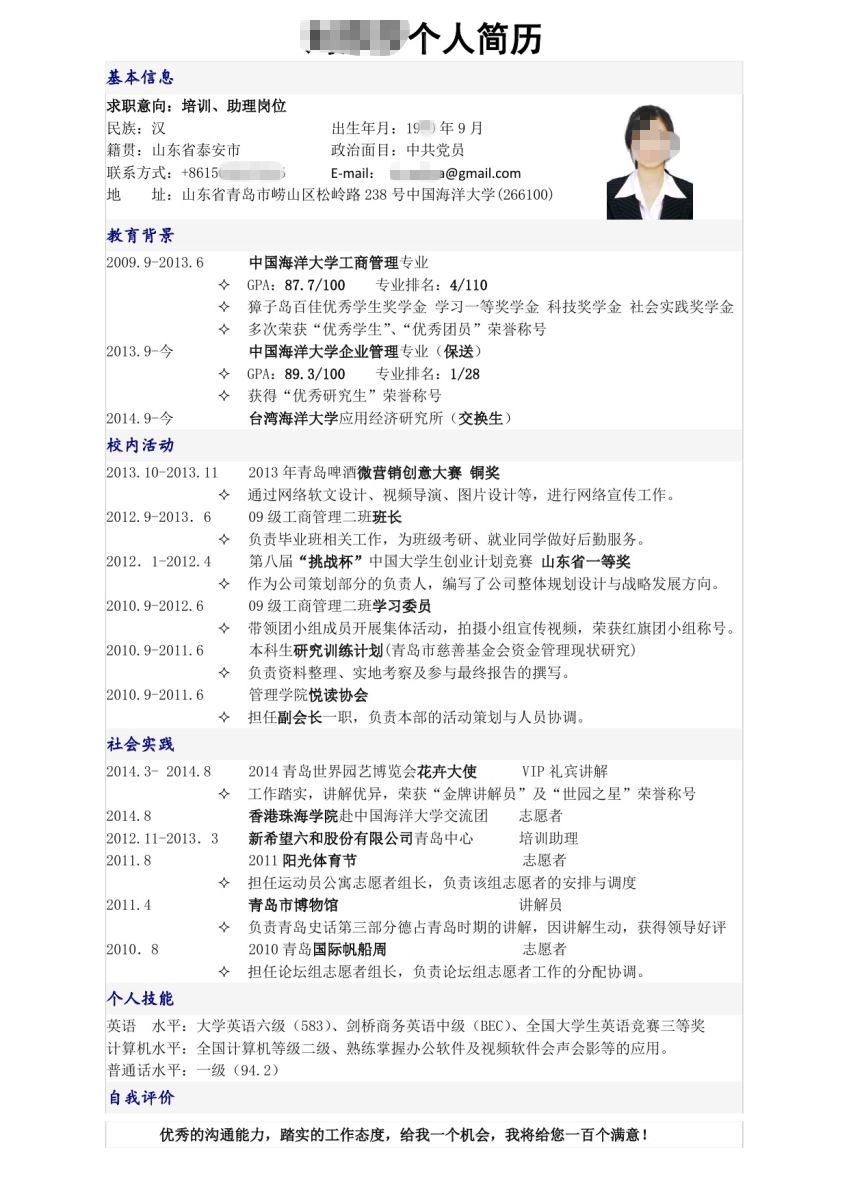 个人简历
基本信息
求职意向：培训、助理岗位
民族：汉 出生年月：19 年 9 月
籍贯：山东省泰安市 政治面目：中共党员
联系方式：+8615 E-mail： a@gmail.com
地 址：山东省青岛市崂山区松岭路 238 号中国海洋大学(266100)
教育背景
2009.9-2013.6 中国海洋大学工商管理专业
✧ GPA：87.7/100 专业排名：4/110
✧ 獐子岛百佳优秀学生奖学金 学习一等奖学金 科技奖学金 社会实践奖学金
✧ 多次荣获“优秀学生”、“优秀团员”荣誉称号
2013.9-今 中国海洋大学企业管理专业（保送）
✧ GPA：89.3/100 专业排名：1/28
✧ 获得“优秀研究生”荣誉称号
2014.9-今 台湾海洋大学应用经济研究所（交换生）
校内活动
2013.10-2013.11 2013 年青岛啤酒微营销创意大赛 铜奖
✧ 通过网络软文设计、视频导演、图片设计等，进行网络宣传工作。
2012.9-2013. 6 09 级工商管理二班班长
✧ 负责毕业班相关工作，为班级考研、就业同学做好后勤服务。
2012. 1-2012.4 第八届“挑战杯”中国大学生创业计划竞赛 山东省一等奖
✧ 作为公司策划部分的负责人，编写了公司整体规划设计与战略发展方向。
2010.9-2012.6 09 级工商管理二班学习委员
✧ 带领团小组成员开展集体活动，拍摄小组宣传视频，荣获红旗团小组称号。
2010.9-2011.6 本科生研究训练计划(青岛市慈善基金会资金管理现状研究)
✧ 负责资料整理、实地考察及参与最终报告的撰写。
2010.9-2011.6 管理学院悦读协会
✧ 担任副会长一职，负责本部的活动策划与人员协调。
社会实践
2014.3- 2014.8 2014 青岛世界园艺博览会花卉大使 VIP 礼宾讲解
✧ 工作踏实，讲解优异，荣获“金牌讲解员”及“世园之星”荣誉称号
2014.8 香港珠海学院赴中国海洋大学交流团 志愿者
2012.11-2013. 3 新希望六和股份有限公司青岛中心 培训助理
2011.8 2011 阳光体育节 志愿者
✧ 担任运动员公寓志愿者组长，负责该组志愿者的安排与调度
2011.4 青岛市博物馆 讲解员
✧ 负责青岛史话第三部分德占青岛时期的讲解，因讲解生动，获得领导好评
2010. 8 2010 青岛国际帆船周 志愿者
✧ 担任论坛组志愿者组长，负责论坛组志愿者工作的分配协调。
个人技能
英语 水平：大学英语六级（583）、剑桥商务英语中级（BEC）、全国大学生英语竞赛三等奖
计算机水平：全国计算机等级二级、熟练掌握办公软件及视频软件会声会影等的应用。
普通话水平：一级（94.2）
自我评价
优秀的沟通能力，踏实的工作态度，给我一个机会，我将给您一百个满意！